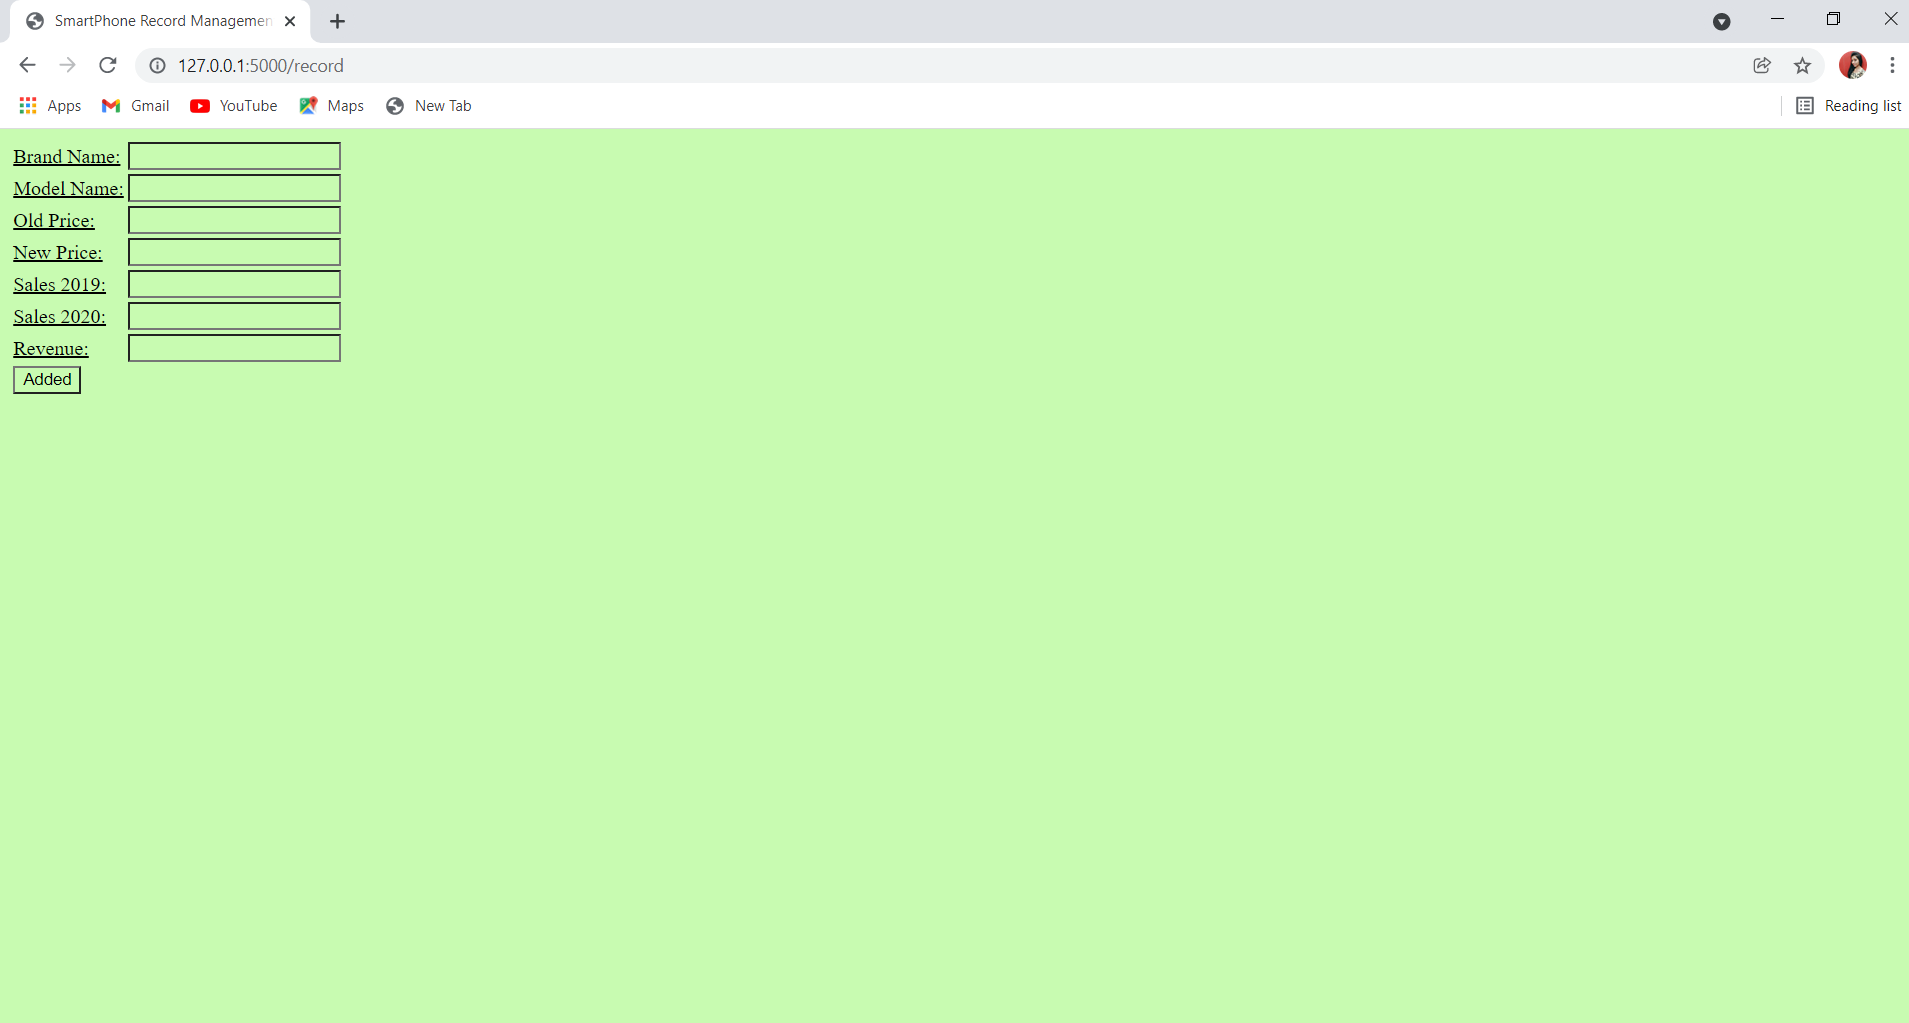 SmartPhone Record Managemen
127.0.0.1:5000/record
Apps Gmail YouTube Maps New Tab Reading list
Brand Name:
Model Name:
Old Price:
New Price:
Sales 2019:
Sales 2020:
Revenue:
Added